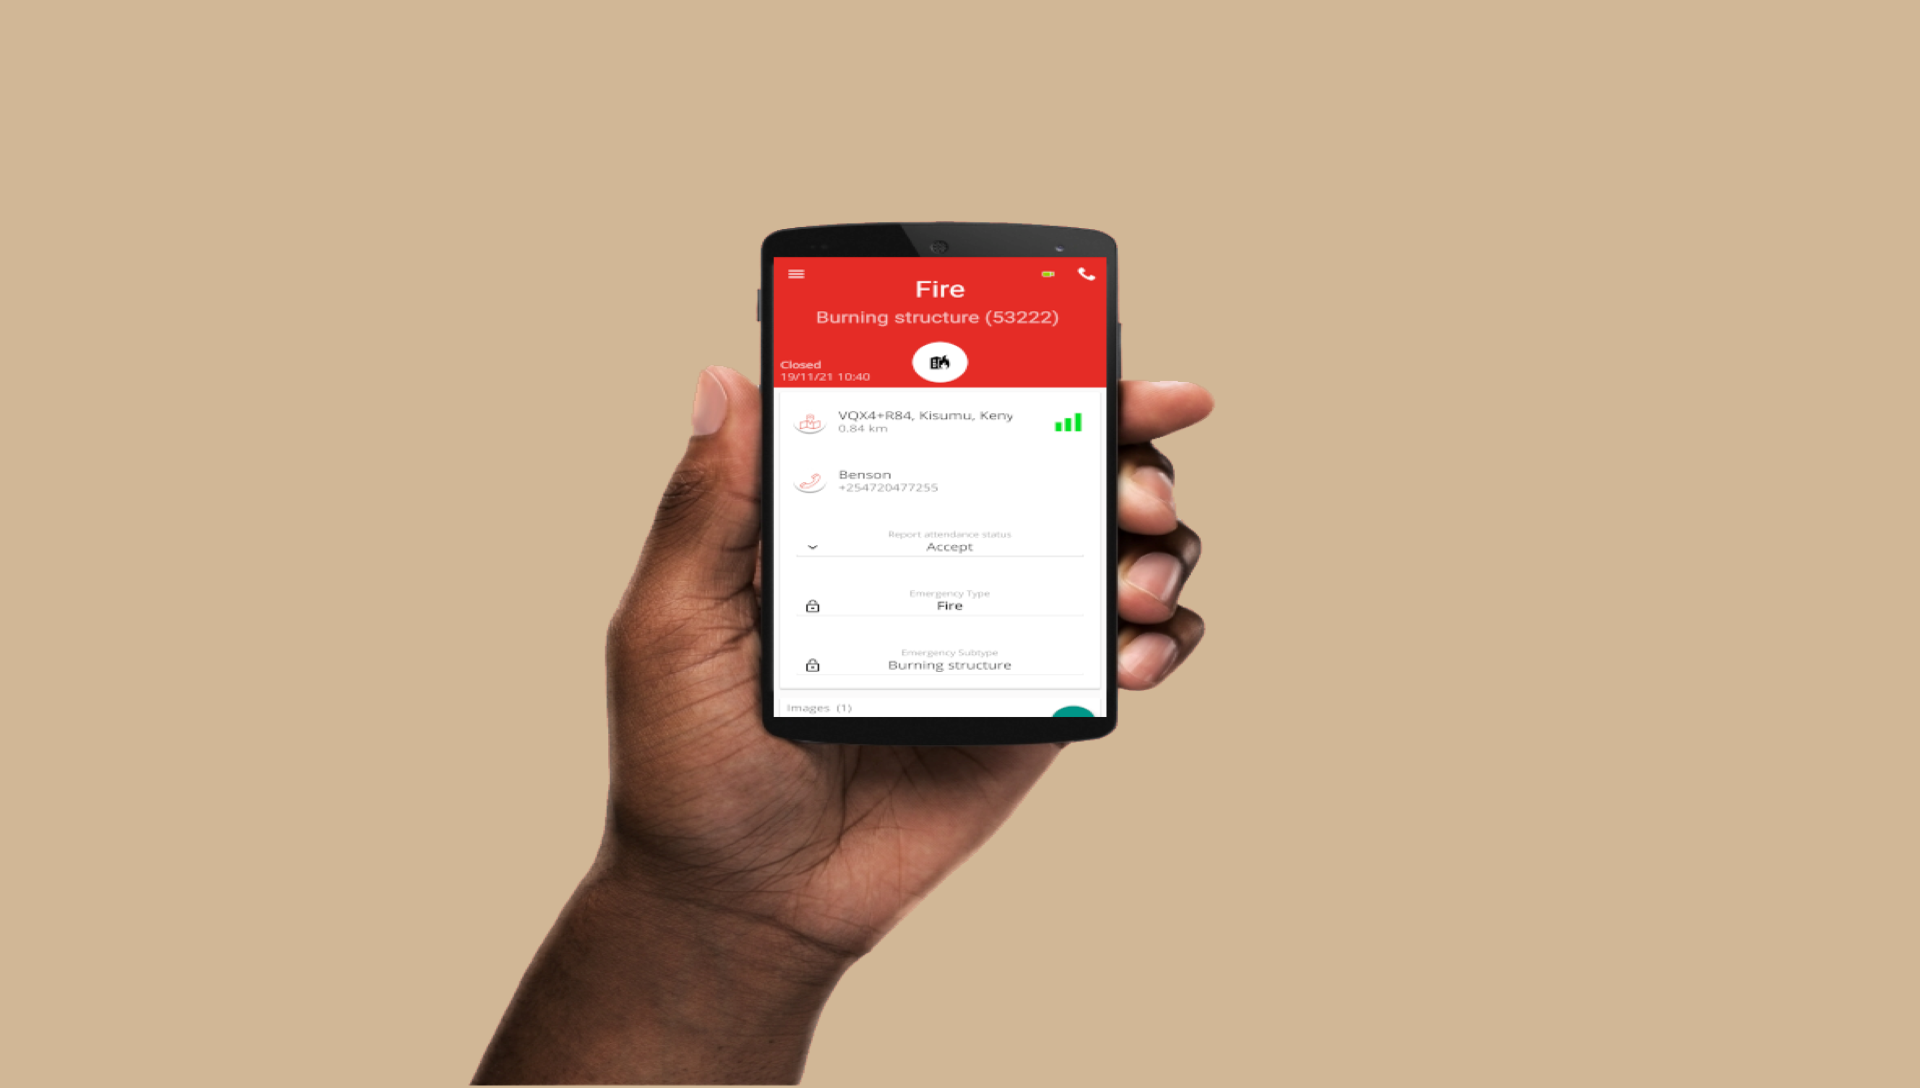 Fire
Burning structure (53222)
Closed
19/11/21 10:40
VQX4+R84, Kisumu, Keny
0.84 km
Benson
+254720477255
Report attendance status
Accept
Emergency Type
Fire
Emergency Subtype
Burning structure
Images (1)